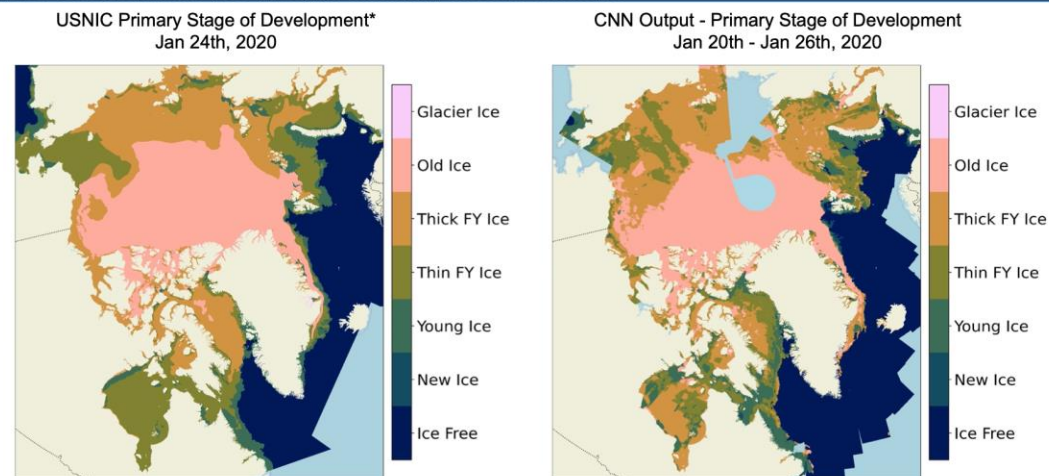 USNIC Primary Stage of Development*
Jan 24th, 2020
Glacier Ice
Old Ice
Thick FY Ice
Thin FY Ice
Young Ice
New Ice
Ice Free
CNN Output - Primary Stage of Development
Jan 20th - Jan 26th, 2020
Glacier Ice
Old Ice
Thick FY Ice
Thin FY Ice
Young Ice
New Ice
Ice Free